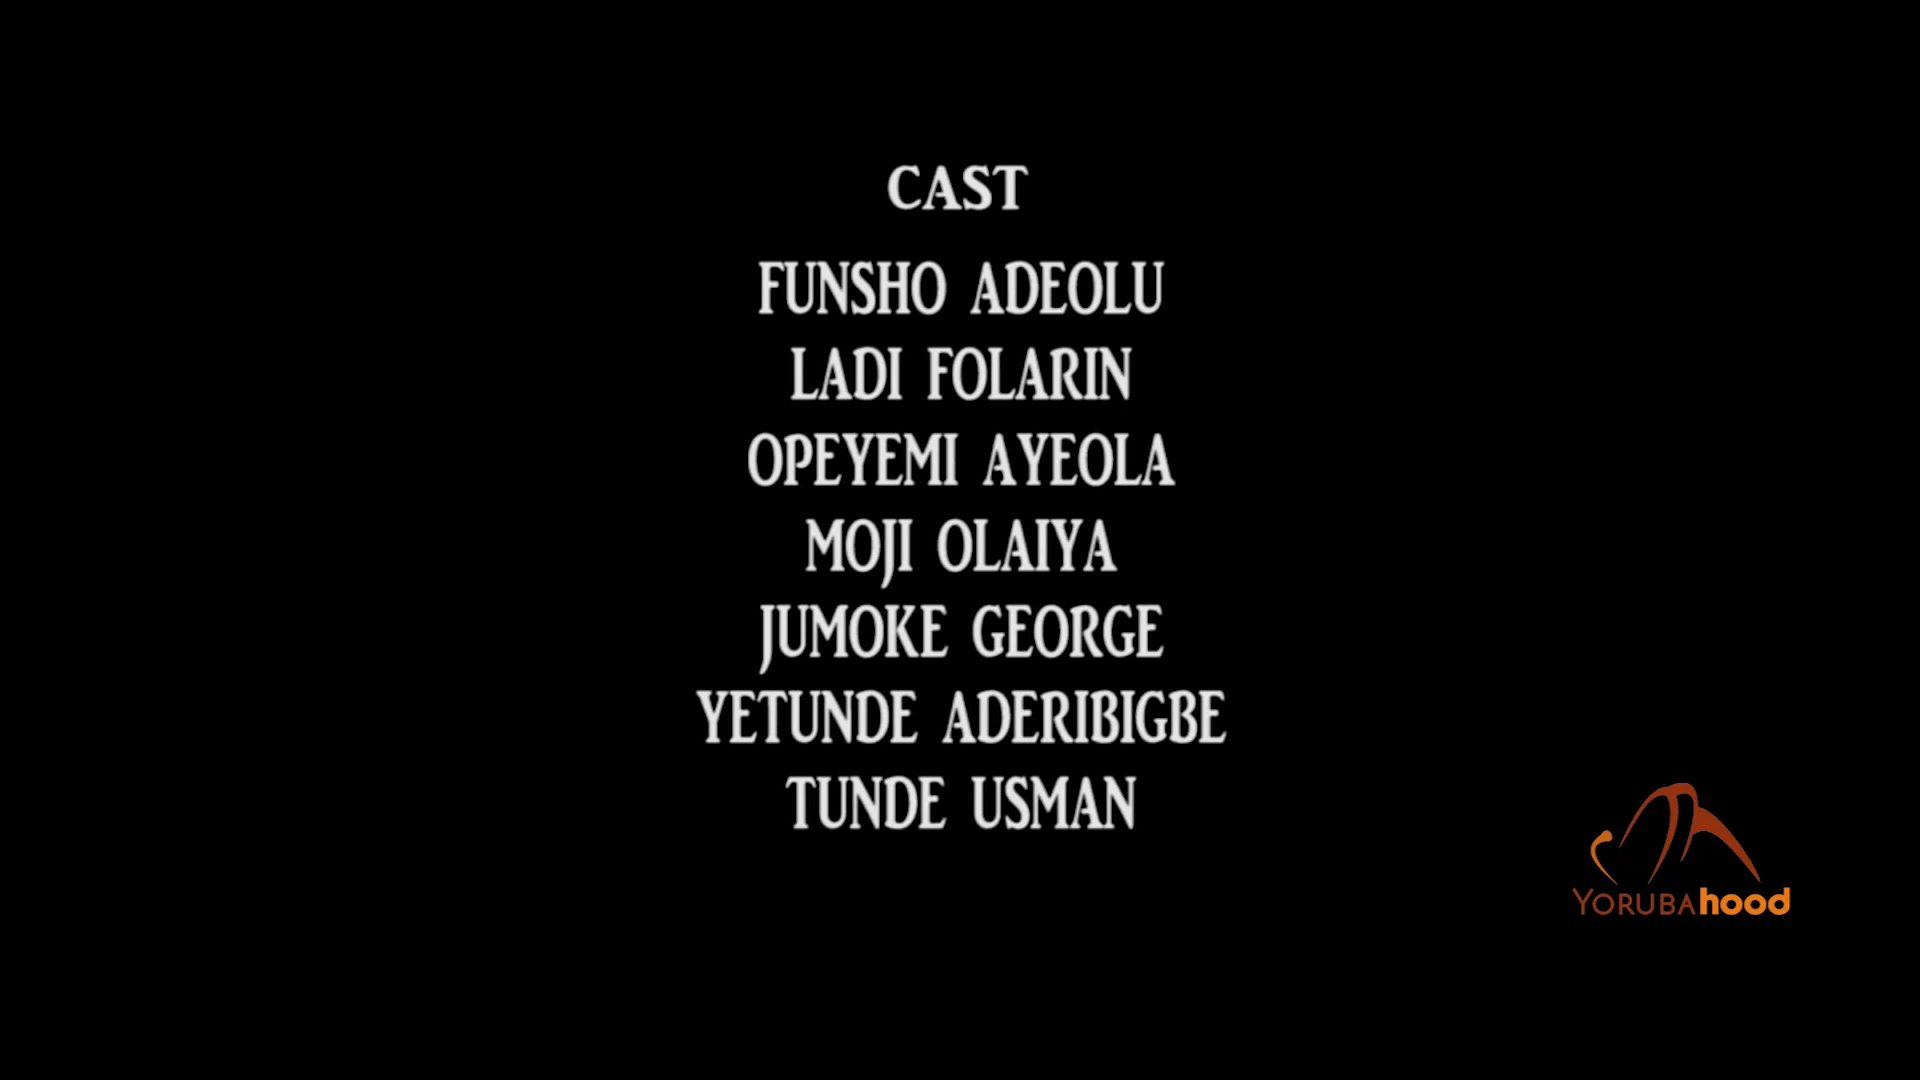 CAST
FUNSHO ADEOLU
LADI FOLARIN
OPEYEMI AYEOLA
MOJI OLAIYA
JUMOKE GEORGE
YETUNDE ADERIBIGBE
TUNDE USMAN
YORUBAhood